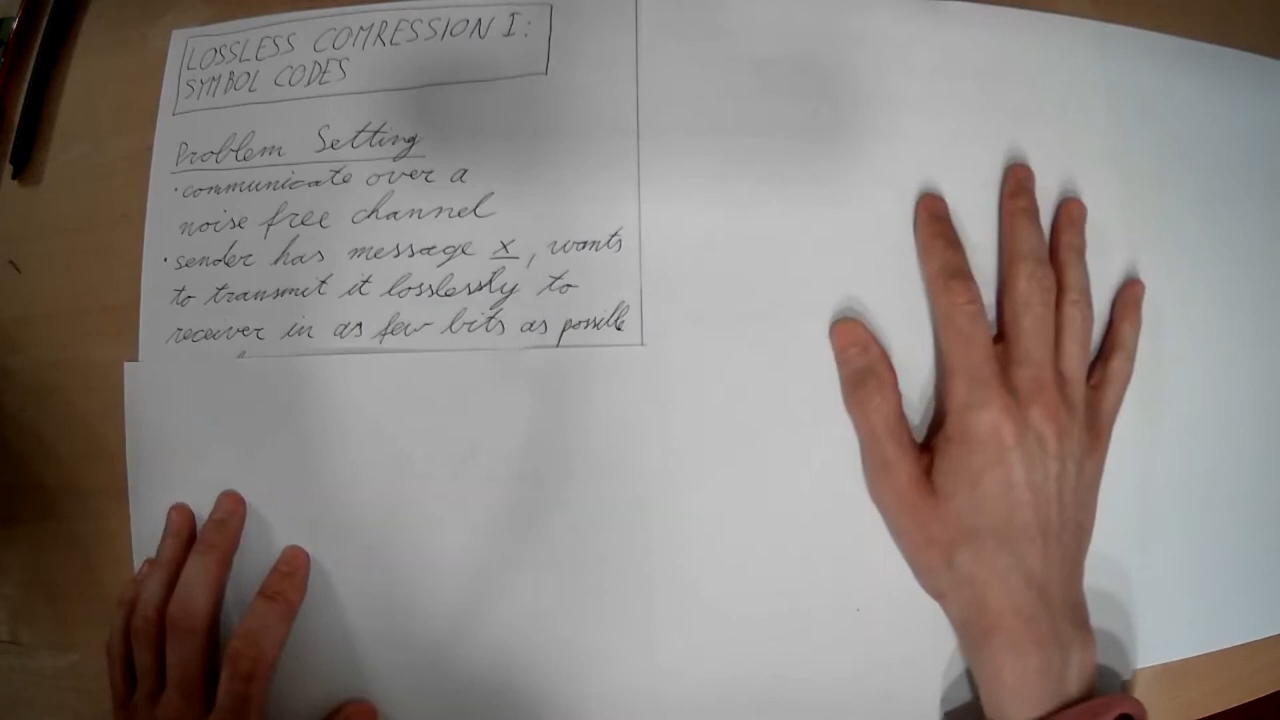 LOSSLESS COMRESSION I:
SYMBOL CODES
Problem Setting
· communicate over a
noise free channel
· sender has message x, wants
to transmit it losslessly to
receiver in as few bits as possible